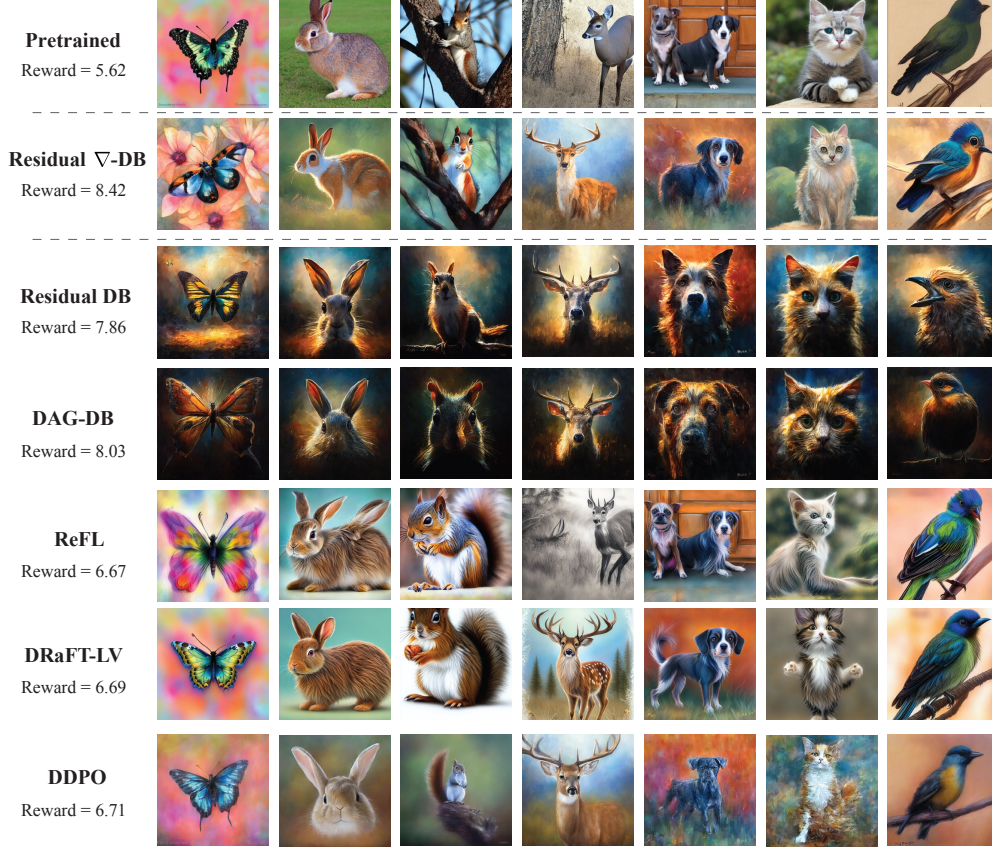 Pretrained
Reward = 5.62
Residual ∇-DB
Reward = 8.42
Residual DB
Reward = 7.86
DAG-DB
Reward = 8.03
ReFL
Reward = 6.67
DRaFT-LV
Reward = 6.69
DDPO
Reward = 6.71